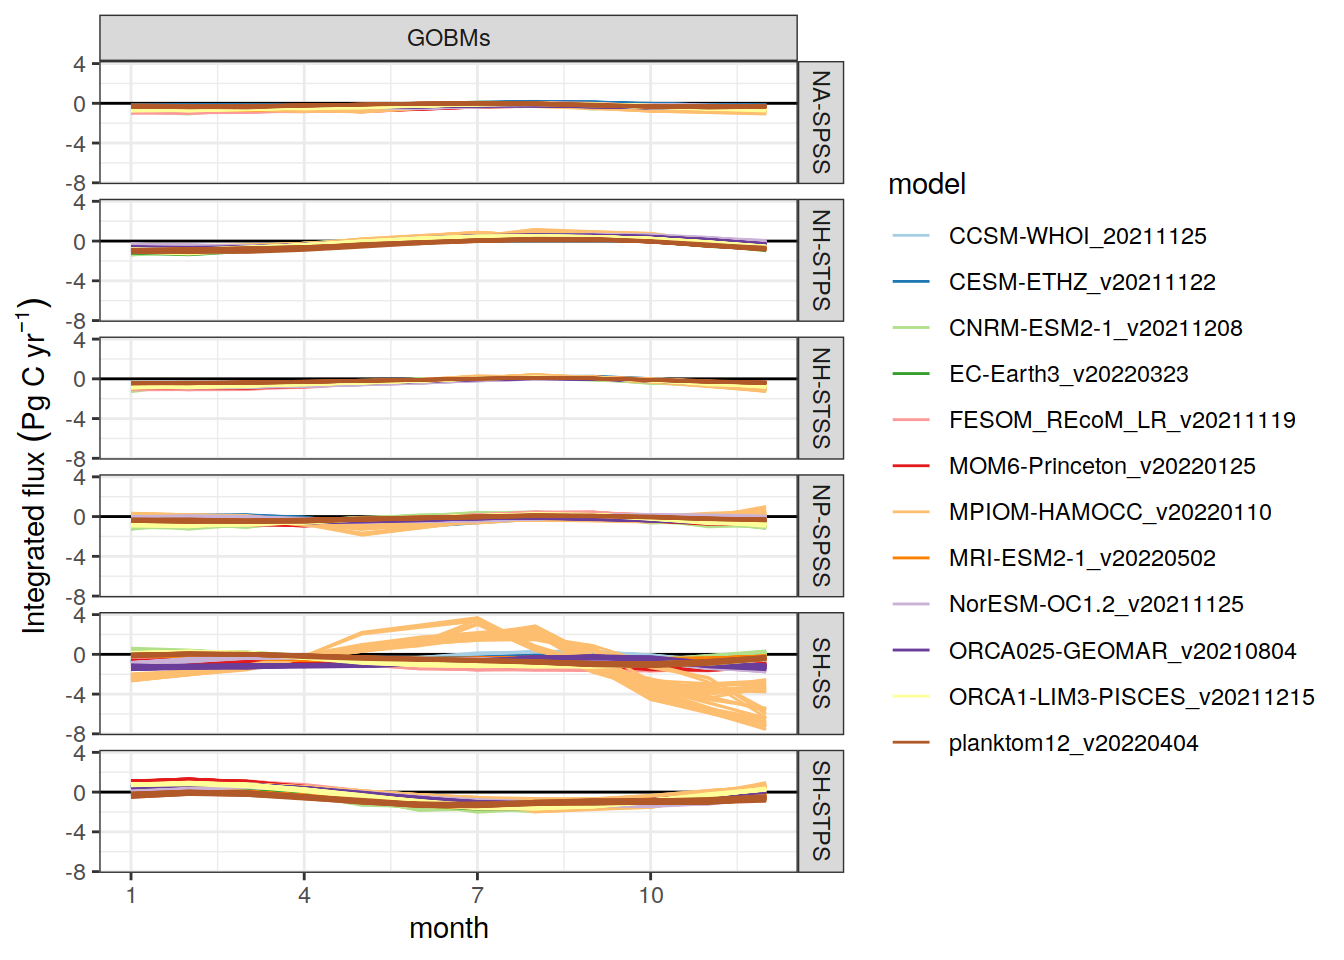 GOBMs
4
0
-4
-8
NA-SPSS
4
0
-4
-8
NH-STPS
4
0
-4
-8
NH-STSS
4
0
-4
-8
NP-SPSS
4
0
-4
-8
SH-SS
4
0
-4
-8
SH-STPS
1 4 7 10
month
Integrated flux (Pg C yr⁻¹)
model
CCSM-WHOI_20211125
CESM-ETHZ_v20211122
CNRM-ESM2-1_v20211208
EC-Earth3_v20220323
FESOM_REcoM_LR_v20211119
MOM6-Princeton_v20220125
MPIOM-HAMOCC_v20220110
MRI-ESM2-1_v20220502
NorESM-OC1.2_v20211125
ORCA025-GEOMAR_v20210804
ORCA1-LIM3-PISCES_v20211215
planktom12_v20220404